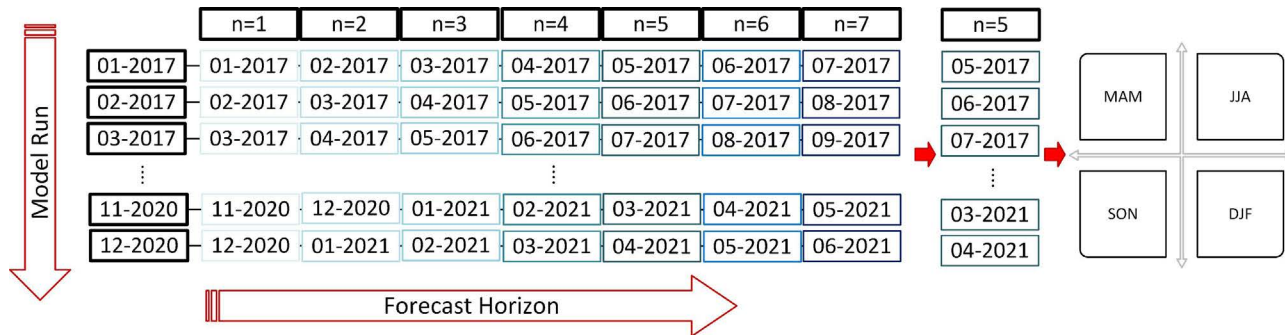 n=1 n=2 n=3 n=4 n=5 n=6 n=7 n=5
01-2017 01-2017 02-2017 03-2017 04-2017 05-2017 06-2017 07-2017 05-2017
02-2017 02-2017 03-2017 04-2017 05-2017 06-2017 07-2017 08-2017 06-2017
03-2017 03-2017 04-2017 05-2017 06-2017 07-2017 08-2017 09-2017 07-2017
11-2020 11-2020 12-2020 01-2021 02-2021 03-2021 04-2021 05-2021 03-2021
12-2020 12-2020 01-2021 02-2021 03-2021 04-2021 05-2021 06-2021 04-2021
MAM JJA
SON DJF
Model Run
Forecast Horizon